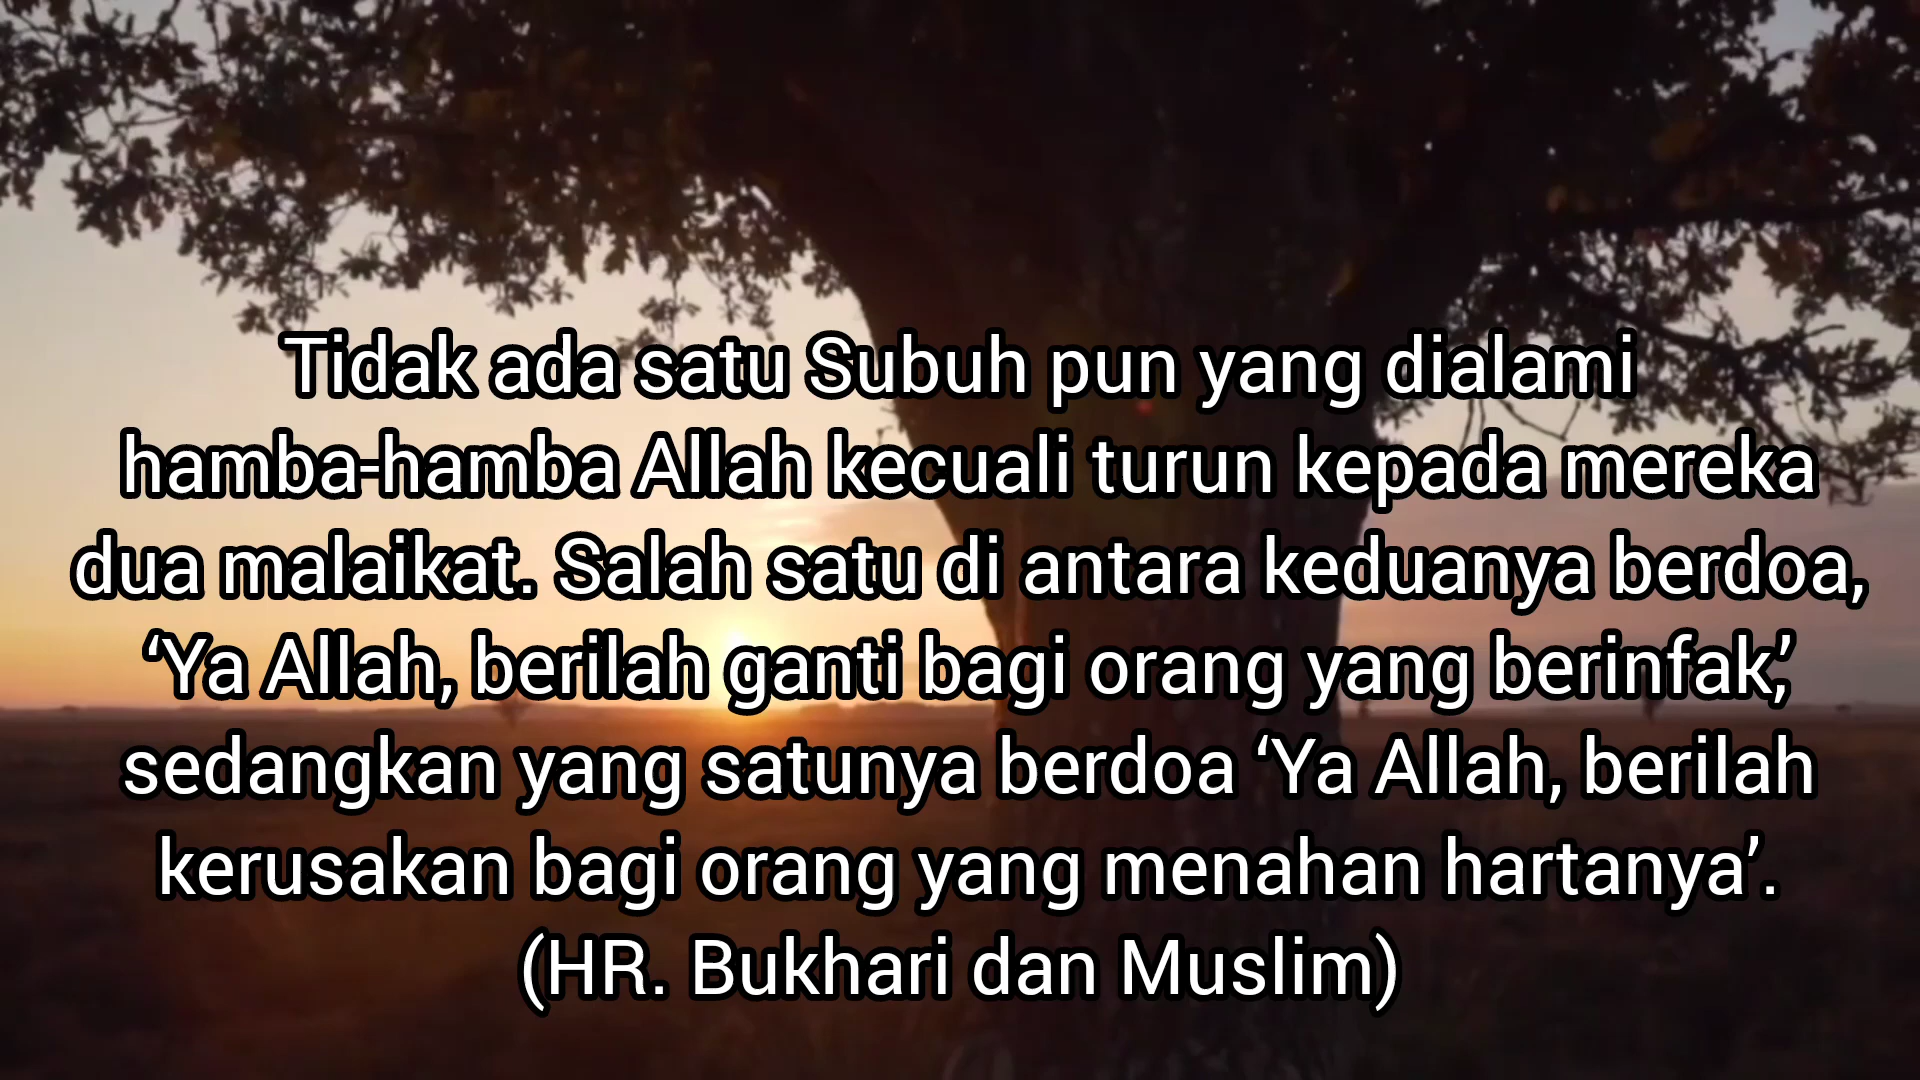 Tidak ada satu Subuh pun yang dialami
hamba-hamba Allah kecuali turun kepada mereka
dua malaikat. Salah satu di antara keduanya berdoa,
‘Ya Allah, berilah ganti bagi orang yang berinfak,’
sedangkan yang satunya berdoa ‘Ya Allah, berilah
kerusakan bagi orang yang menahan hartanya’.
(HR. Bukhari dan Muslim)